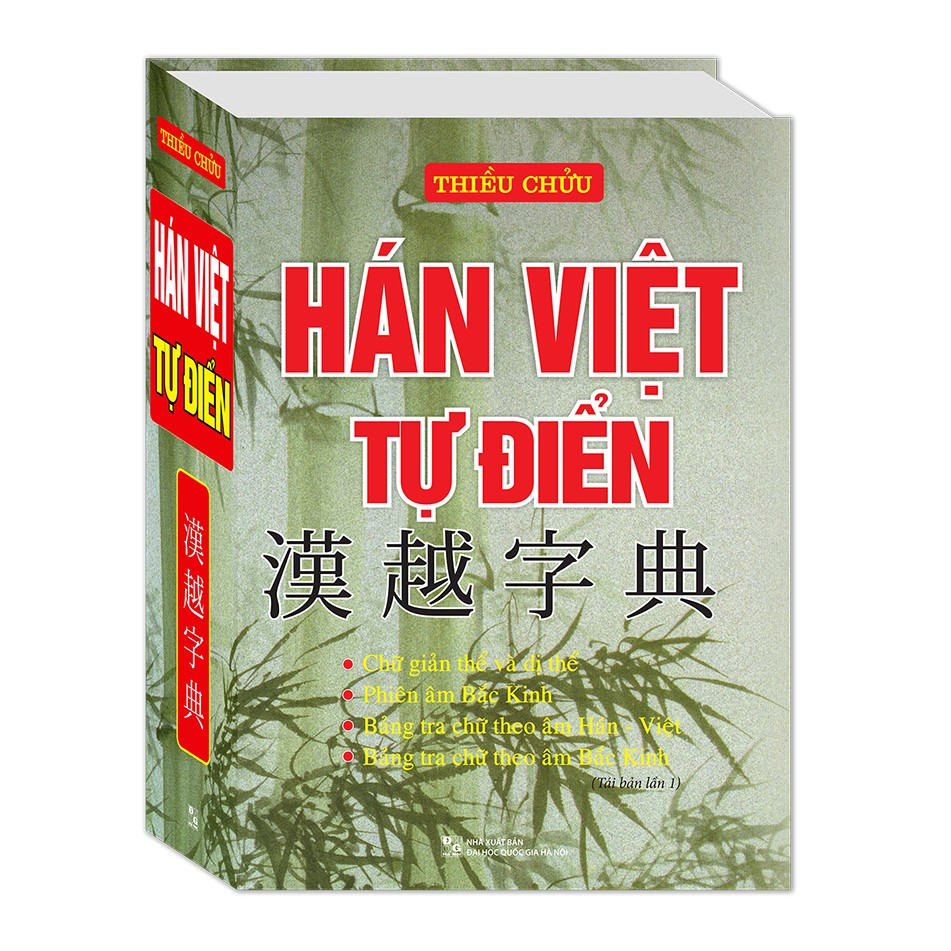 THIỀU CHỬU
HÁN VIỆT
TỰ ĐIỂN
漢越字典
THIỀU CHỬU
HÁN VIỆT
TỰ ĐIỂN
漢越字典
• Chữ giản thể và dị thể
• Phiên âm Bắc Kinh
• Bảng tra chữ theo âm Hán - Việt
• Bảng tra chữ theo âm Bắc Kinh
(Tái bản lần 1)
NHÀ XUẤT BẢN
ĐẠI HỌC QUỐC GIA HÀ NỘI